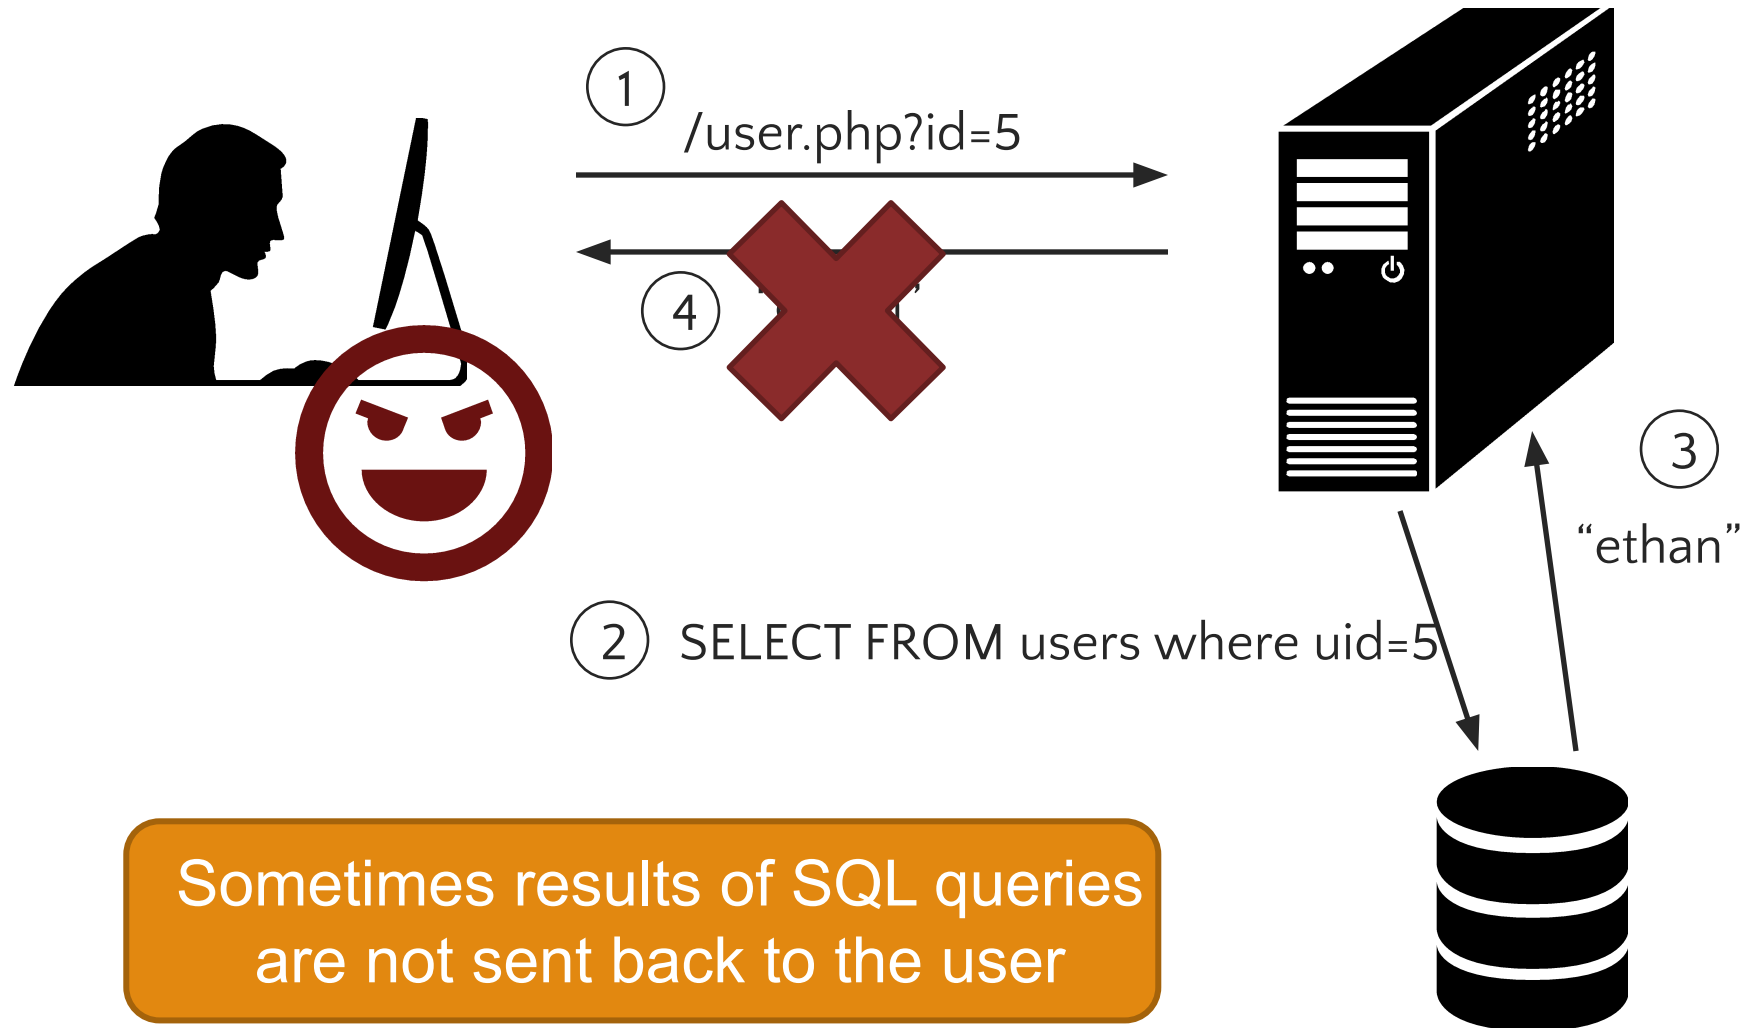 1
/user.php?id=5
4
3
“ethan”
2 SELECT FROM users where uid=5
Sometimes results of SQL queries
are not sent back to the user